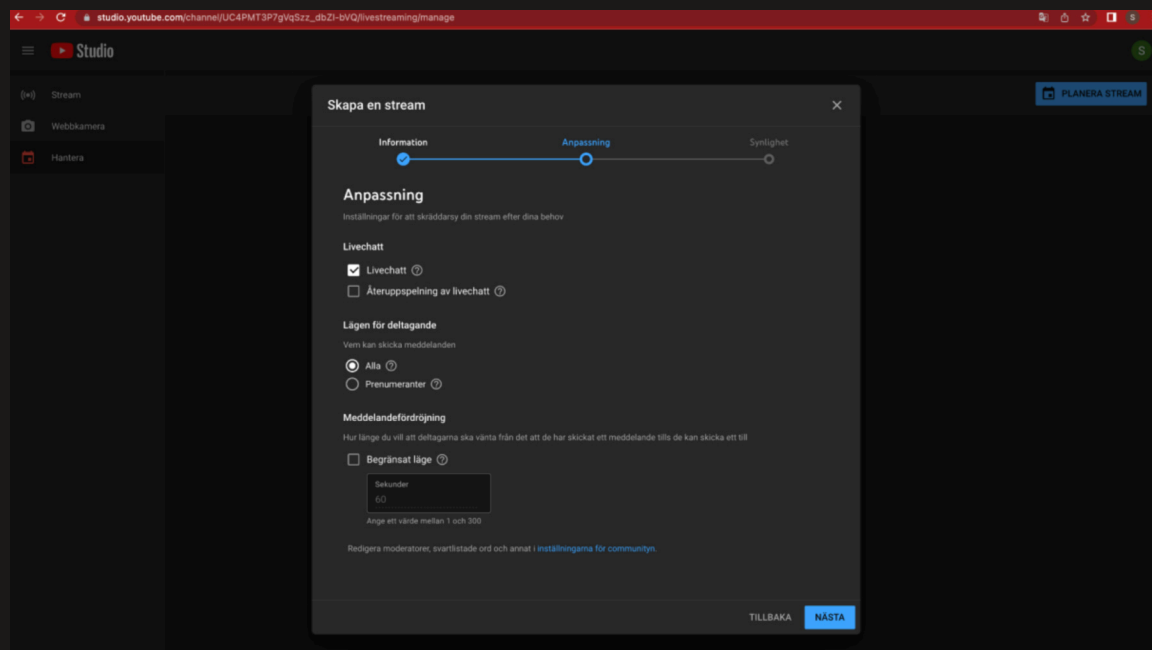 studio.youtube.com/channel/UC4PMT3P7gVqSzz_dbZI-bVQ/livestreaming/manage
S
Studio
S
Stream
Webbkamera
Hantera
PLANERA STREAM
Skapa en stream
Information
Anpassning
Synlighet
Anpassning
Inställningar för att skräddarsy din stream efter dina behov
Livechatt
Livechatt
Återuppspelning av livechatt
Lägen för deltagande
Vem kan skicka meddelanden
Alla
Prenumeranter
Meddelandefördröjning
Hur länge du vill att deltagarna ska vänta från det att de har skickat ett meddelande tills de kan skicka ett till
Begränsat läge
Sekunder
60
Ange ett värde mellan 1 och 300
Redigera moderatorer, svartlistade ord och annat i inställningarna för communityn.
TILLBAKA
NÄSTA